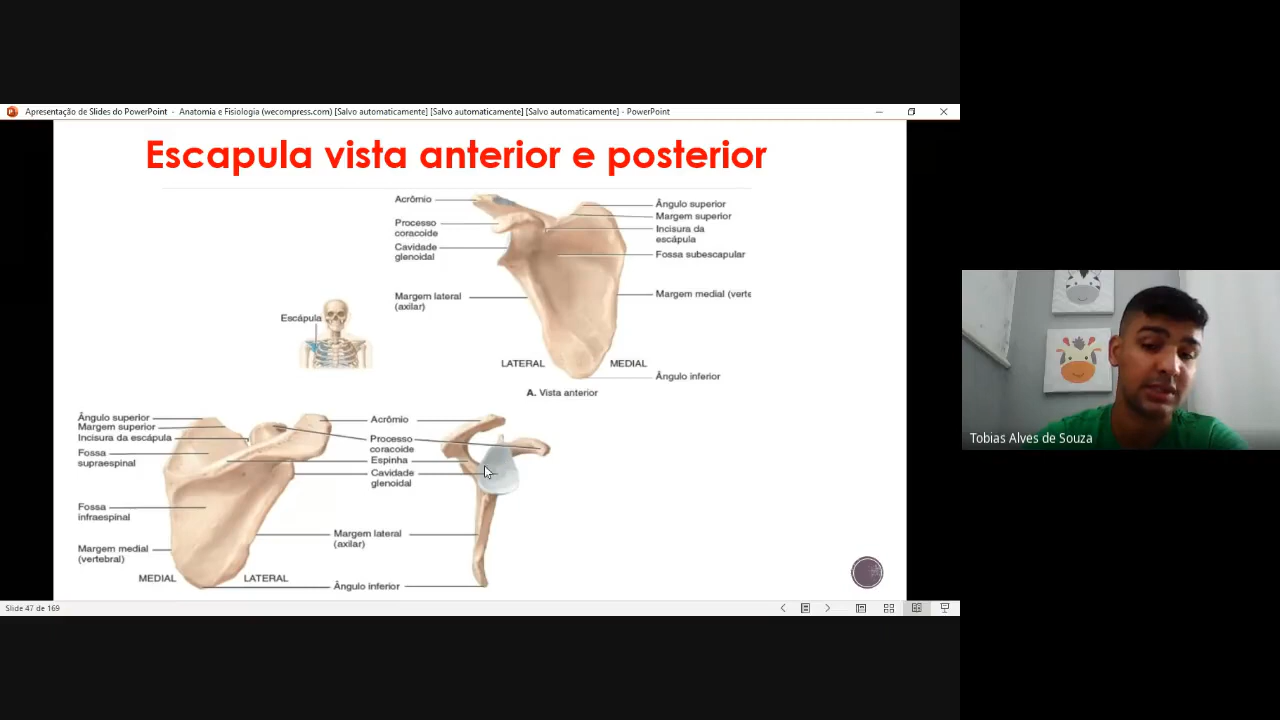 Apresentação de Slides do PowerPoint - Anatomia e Fisiologia (wecompress.com) [Salvo automaticamente] [Salvo automaticamente] [Salvo automaticamente] - PowerPoint
Escapula vista anterior e posterior
Acrômio
Processo
coracoide
Cavidade
glenoidal
Margem lateral
(axilar)
Ângulo superior
Margem superior
Incisura da
escápula
Fossa subescapular
Margem medial (verte
LATERAL
MEDIAL
Ângulo inferior
A. Vista anterior
Escápula
Ângulo superior
Margem superior
Incisura da escápula
Fossa
supraespinal
Fossa
infraespinal
Margem medial
(vertebral)
MEDIAL
LATERAL
Acrômio
Processo
coracoide
Espinha
Cavidade
glenoidal
Margem lateral
(axilar)
Ângulo inferior
Slide 47 de 169
Tobias Alves de Souza